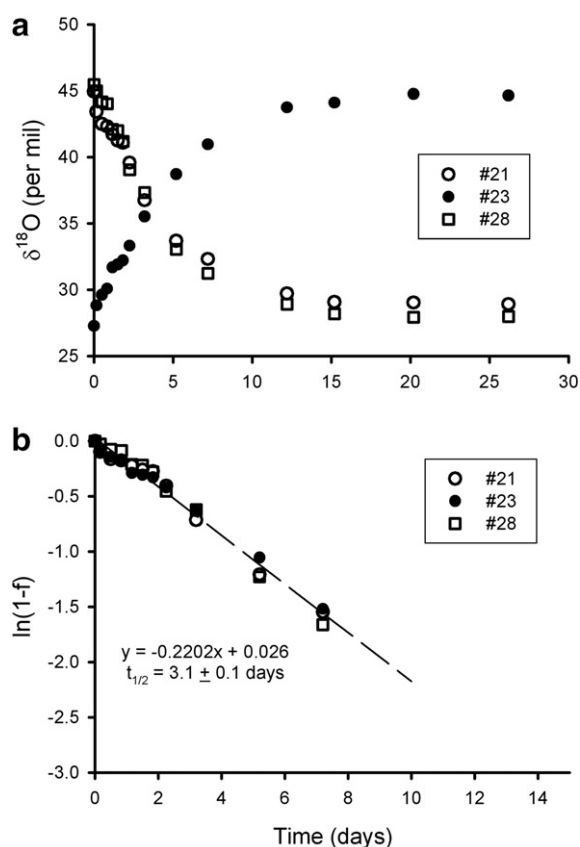 a
50
45
40
35
30
25
δ18O (per mil)
#21
#23
#28
0 5 10 15 20 25 30
b
0.0
-0.5
-1.0
-1.5
-2.0
-2.5
-3.0
ln(1-f)
#21
#23
#28
y = -0.2202x + 0.026
t1/2 = 3.1 ± 0.1 days
0 2 4 6 8 10 12 14
Time (days)